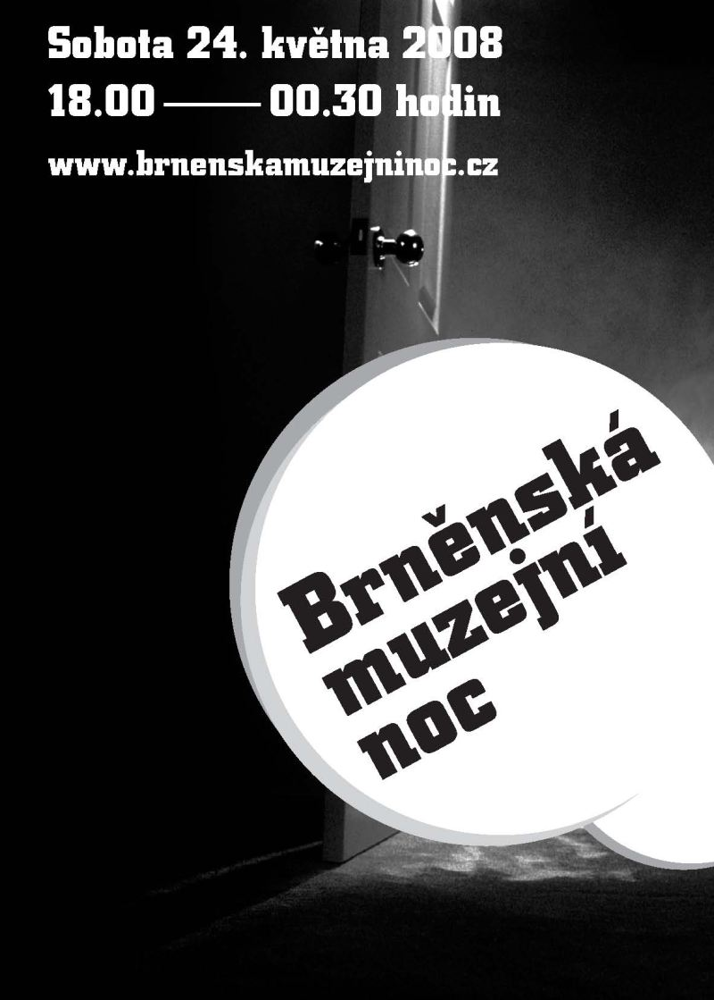 Sobota 24. května 2008
18.00 —— 00.30 hodin
www.brnenskamuzejninoc.cz
Brněnská
muzejní
noc